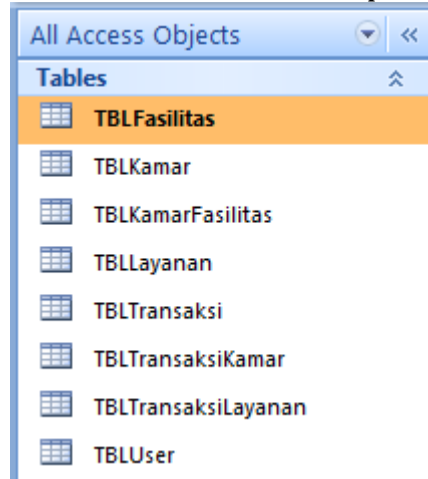 All Access Objects
Tables
TBLFasilitas
TBLKamar
TBLKamarFasilitas
TBLLayanan
TBLTransaksi
TBLTransaksiKamar
TBLTransaksiLayanan
TBLUser